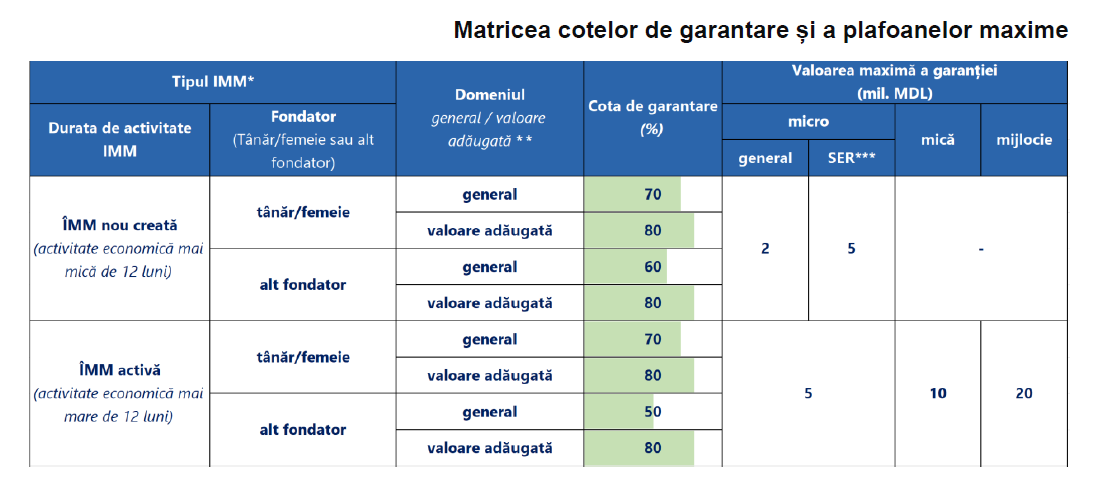 Matricea cotelor de garantare și a plafoanelor maxime
Tipul IMM*
Domeniul
general / valoare
adăugată **
Cota de garantare
(%)
Valoarea maximă a garanției
(mil. MDL)
Durata de activitate
IMM
Fondator
(Tânăr/femeie sau alt
fondator)
micro
mică
mijlocie
general
SER***
ÎMM nou creată
(activitate economică mai
mică de 12 luni)
tânăr/femeie
general
70
valoare adăugată
80
alt fondator
general
60
valoare adăugată
80
2
5
-
ÎMM activă
(activitate economică mai
mare de 12 luni)
tânăr/femeie
general
70
valoare adăugată
80
alt fondator
general
50
valoare adăugată
80
5
10
20